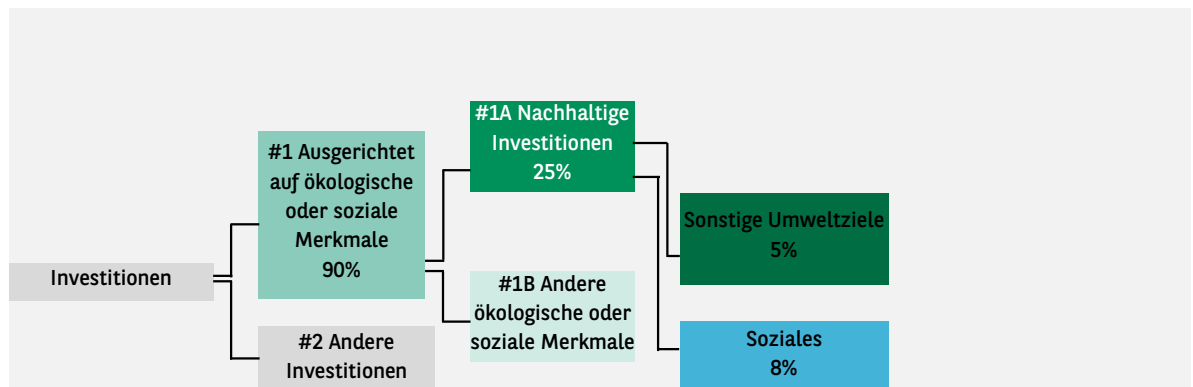 Investitionen
#1 Ausgerichtet
auf ökologische
oder soziale
Merkmale
90%
#2 Andere
Investitionen
#1A Nachhaltige
Investitionen
25%
#1B Andere
ökologische oder
soziale Merkmale
Sonstige Umweltziele
5%
Soziales
8%